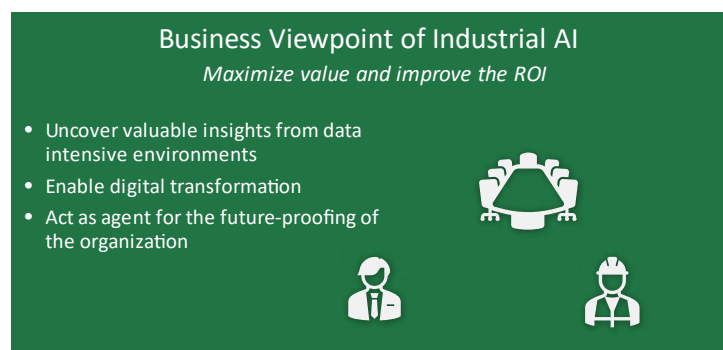 Business Viewpoint of Industrial AI
Maximize value and improve the ROI
• Uncover valuable insights from data
intensive environments
• Enable digital transformation
• Act as agent for the future-proofing of
the organization